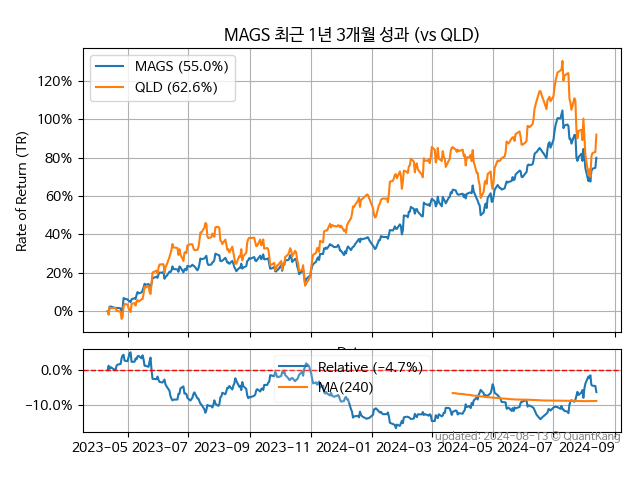 MAGS 최근 1년 3개월 성과 (vs QLD)
Rate of Return (TR)
120%
100%
80%
60%
40%
20%
0%
MAGS (55.0%)
QLD (62.6%)
0.0%
−10.0%
Relative (−4.7%)
MA(240)
2023−05
2023−07
2023−09
2023−11
2024−01
2024−03
2024−05
2024−07
2024−09
updated: 2024−08−13 © QuantKang